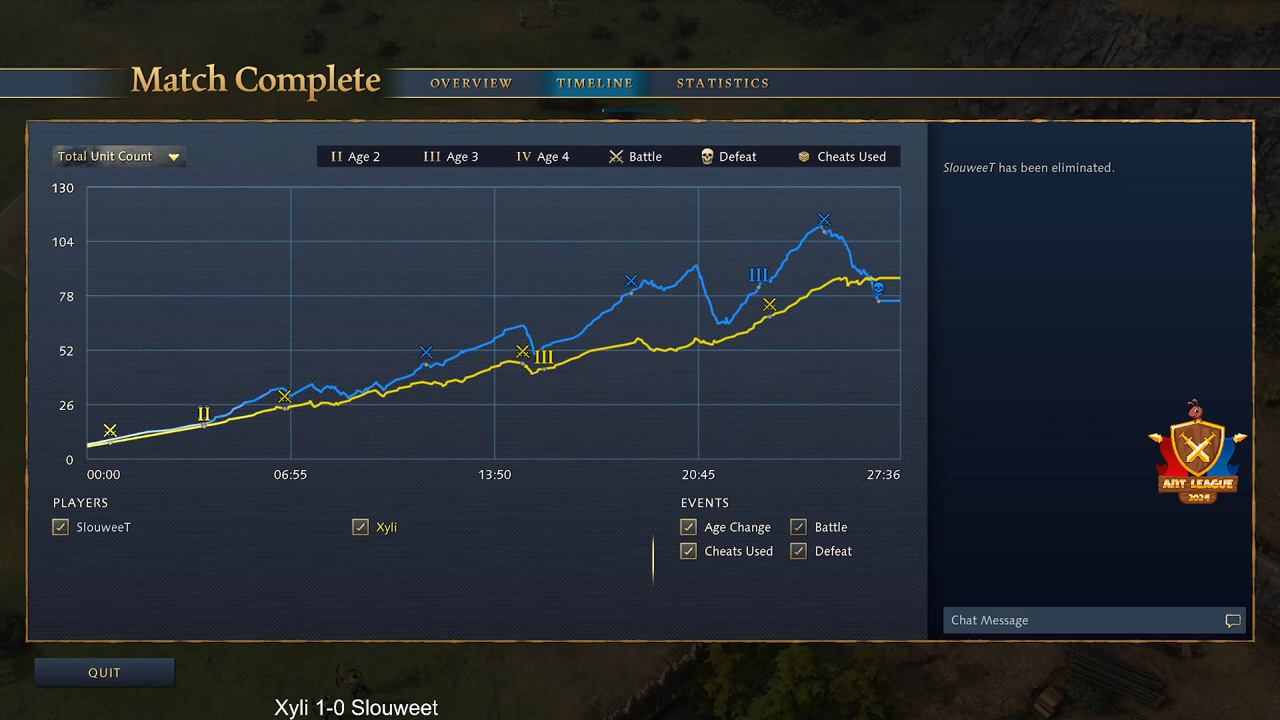 Match Complete
OVERVIEW
TIMELINE
STATISTICS
Total Unit Count
II Age 2
III Age 3
IV Age 4
Battle
Defeat
Cheats Used
SlouweeT has been eliminated.
130
104
78
52
26
0
II
III
III
00:00
06:55
13:50
20:45
27:36
PLAYERS
SlouweeT
Xyli
EVENTS
Age Change
Battle
Cheats Used
Defeat
ANT LEAGUE
2024
Chat Message
QUIT
Xyli 1-0 Slouweet